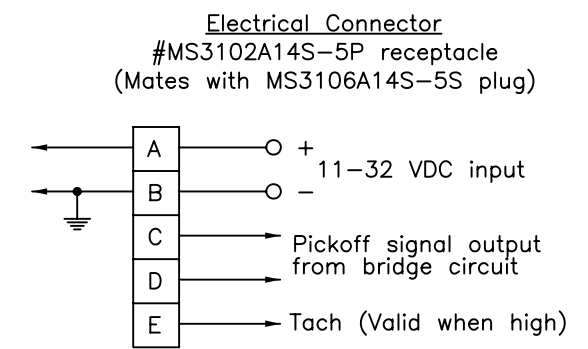 Electrical Connector
#MS3102A14S-5P receptacle
(Mates with MS3106A14S-5S plug)
A
+
11-32 VDC input
B
-
C
Pickoff signal output
from bridge circuit
D
E
Tach (Valid when high)